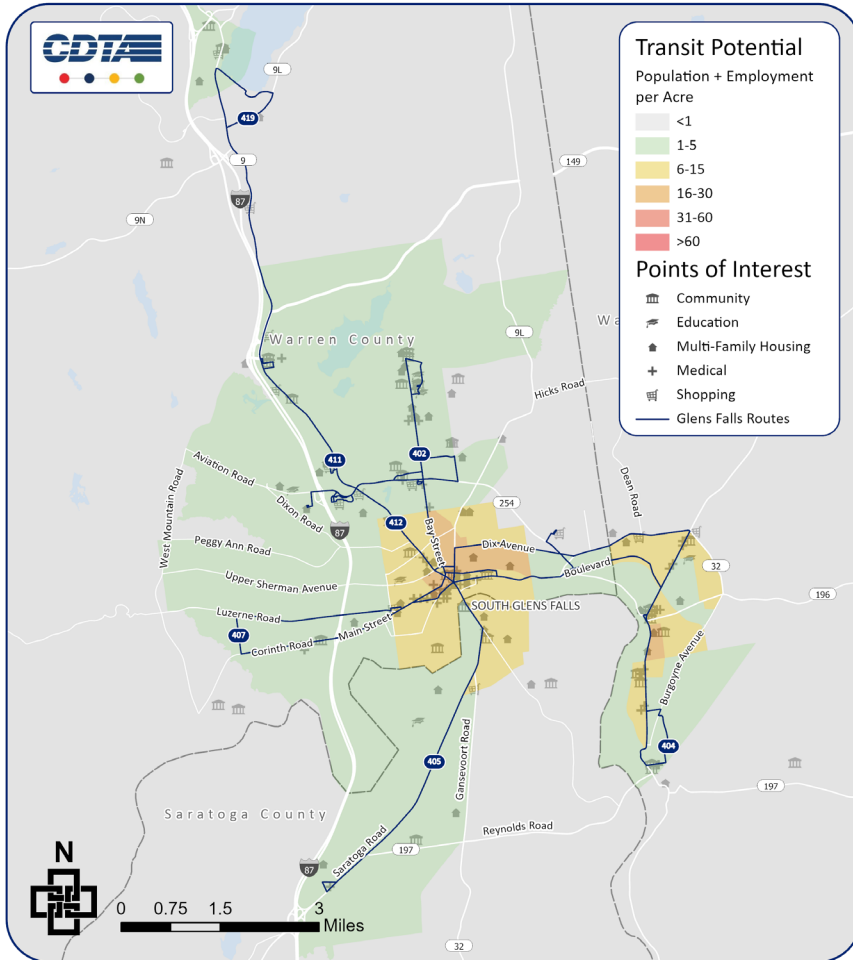 CDTA
Transit Potential
Population + Employment
per Acre
<1
1-5
6-15
16-30
31-60
>60
Points of Interest
Community
Education
Multi-Family Housing
Medical
Shopping
Glens Falls Routes
9L
419
9
149
87
9N
9L
Warren County
Wa
Hicks Road
Aviation Road
411
402
Dean Road
West Mountain Road
Dixon Road
254
412
87
Bay Street
Dix Avenue
Peggy Ann Road
Boulevard
32
Upper Sherman Avenue
196
SOUTH GLENS FALLS
Luzerne Road
Main Street
407
Corinth Road
Burgoyne Avenue
404
405
Gansevoort Road
197
Saratoga County
Reynolds Road
Saratoga Road
197
87
N
0 0.75 1.5 3
Miles
32